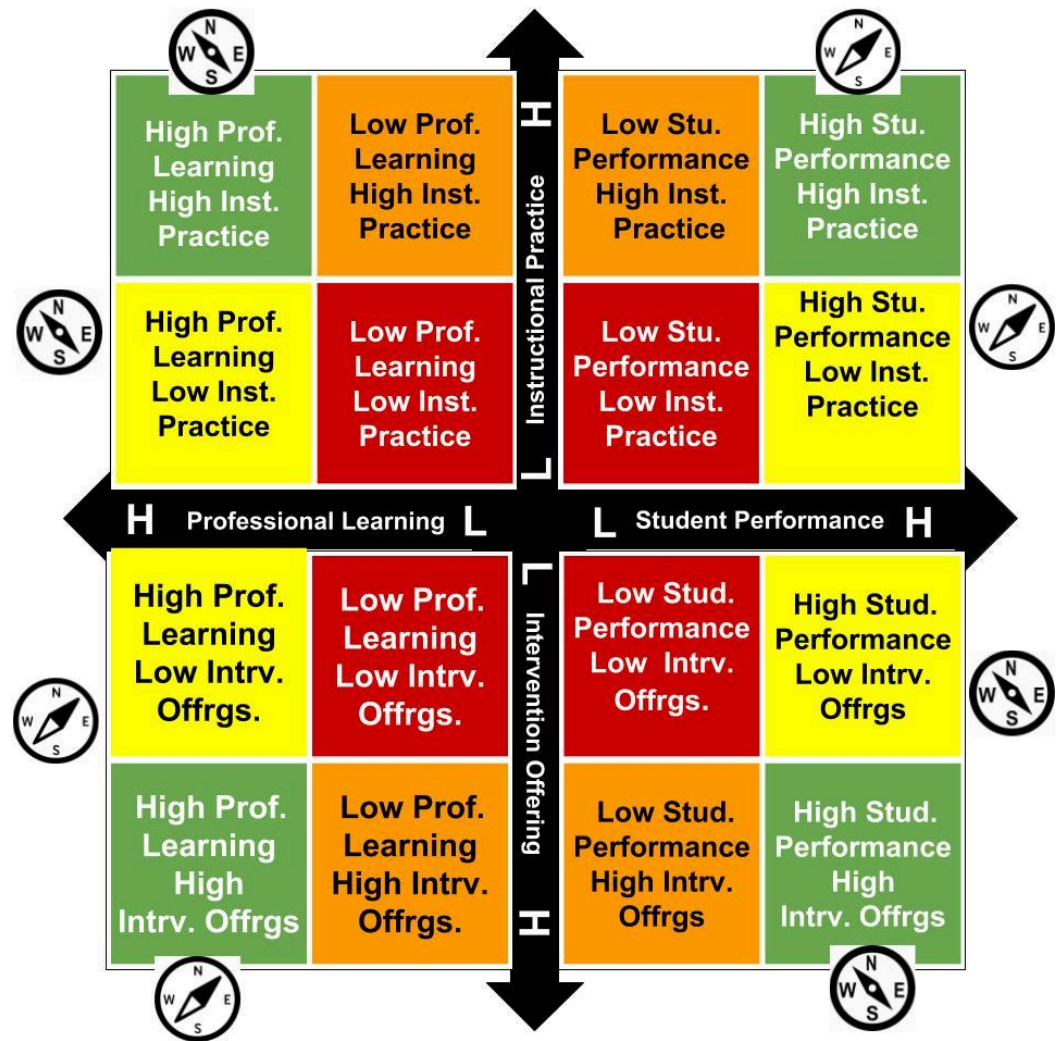 N
W E
S
N
W E
S
High Prof.
Learning
High Inst.
Practice
Low Prof.
Learning
High Inst.
Practice
H
Instructional Practice
L
Low Stu.
Performance
High Inst.
Practice
High Stu.
Performance
High Inst.
Practice
N
W E
S
High Prof.
Learning
Low Inst.
Practice
Low Prof.
Learning
Low Inst.
Practice
Low Stu.
Performance
Low Inst.
Practice
High Stu.
Performance
Low Inst.
Practice
N
W E
S
H Professional Learning L
L Student Performance H
High Prof.
Learning
Low Intrv.
Offrgs.
Low Prof.
Learning
Low Intrv.
Offrgs.
L
Intervention Offering
H
Low Stud.
Performance
Low Intrv.
Offrgs.
High Stud.
Performance
Low Intrv.
Offrgs
N
W E
S
N
W E
S
High Prof.
Learning
High
Intrv. Offrgs
Low Prof.
Learning
High Intrv.
Offrgs.
Low Stud.
Performance
High Intrv.
Offrgs
High Stud.
Performance
High
Intrv. Offrgs
N
W E
S
N
W E
S